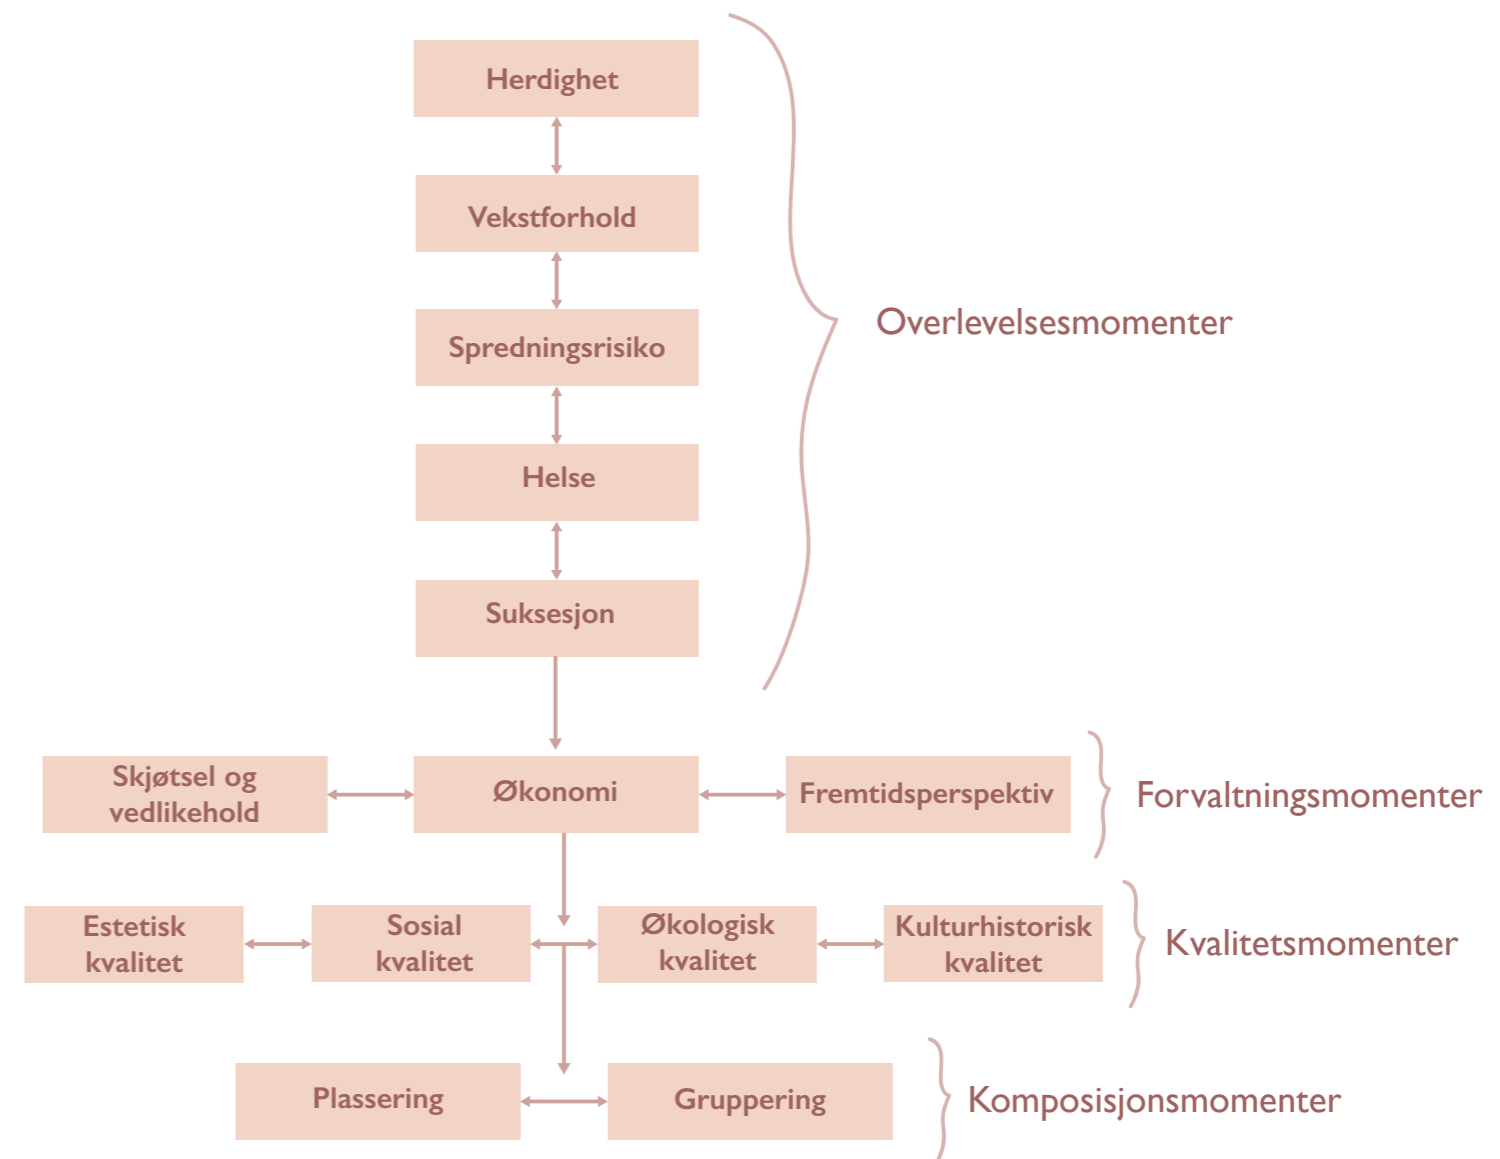 Herdighet
Vekstforhold
Spredningsrisiko
Overlevelsesmomenter
Helse
Suksesjon
Skjøtsel og
vedlikehold
Økonomi
Fremtidsperspektiv
Forvaltningsmomenter
Estetisk
kvalitet
Sosial
kvalitet
Økologisk
kvalitet
Kulturhistorisk
kvalitet
Kvalitetsmomenter
Plassering
Gruppering
Komposisjonsmomenter